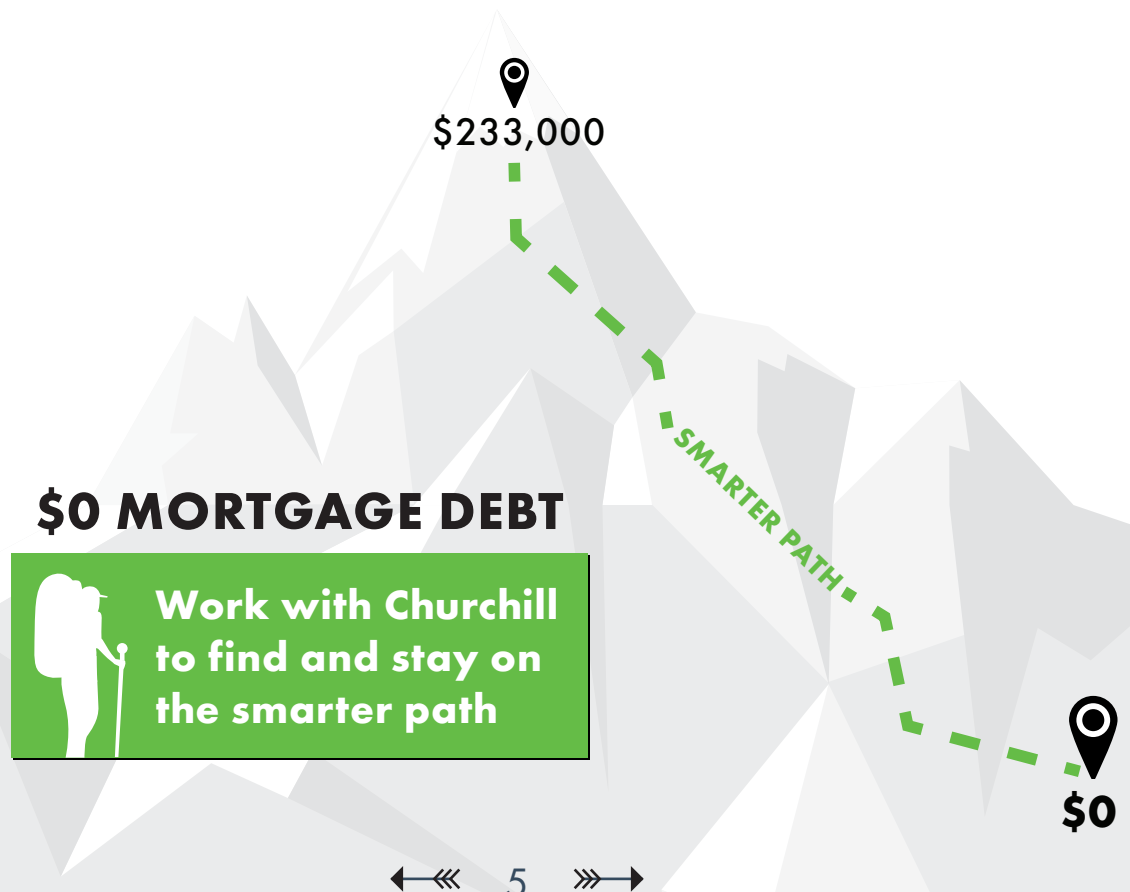 $233,000
SMARTER PATH
$0 MORTGAGE DEBT
Work with Churchill
to find and stay on
the smarter path
$0
5